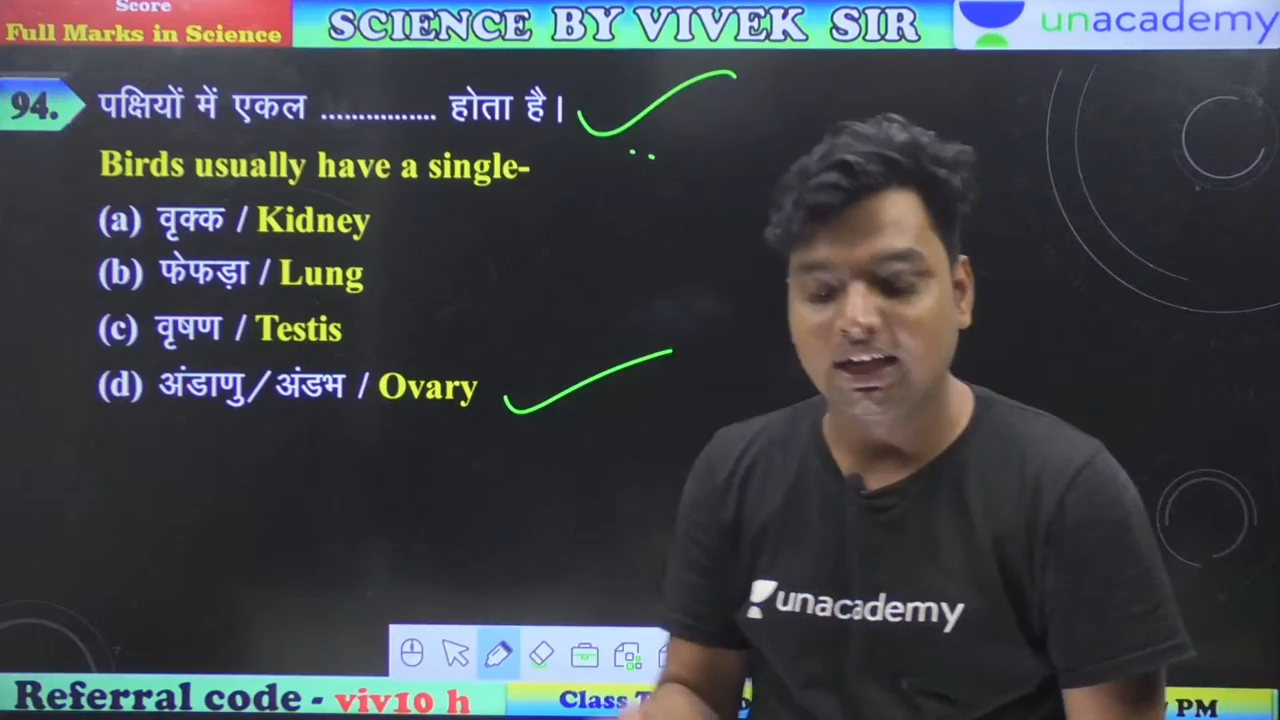 Score
Full Marks in Science
SCIENCE BY VIVEK SIR
unacademy
94. पक्षियों में एकल ................ होता है।
Birds usually have a single-
(a) वृक्क / Kidney
(b) फेफड़ा / Lung
(c) वृषण / Testis
(d) अंडाणु/अंडभ / Ovary
unacademy
Referral code - viv10 h
Class
PM